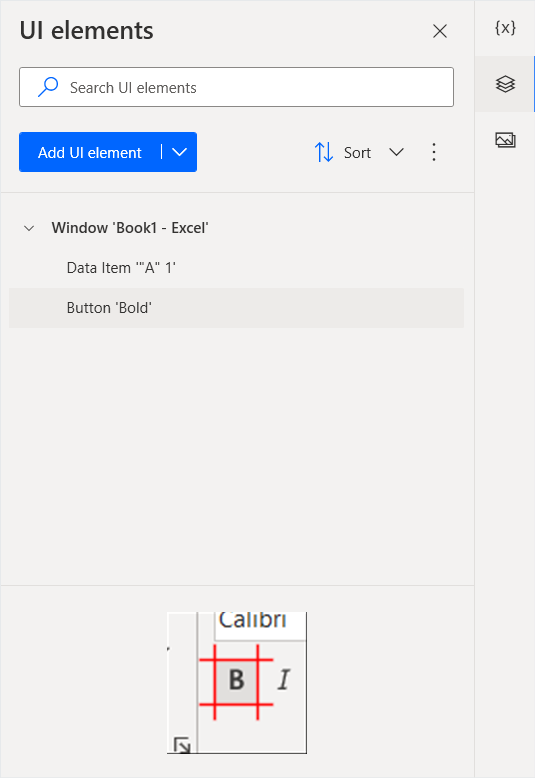 UI elements
{x}
Search UI elements
Add UI element
Sort
Window 'Book1 - Excel'
Data Item '"A" 1'
Button 'Bold'
Calibri
B I